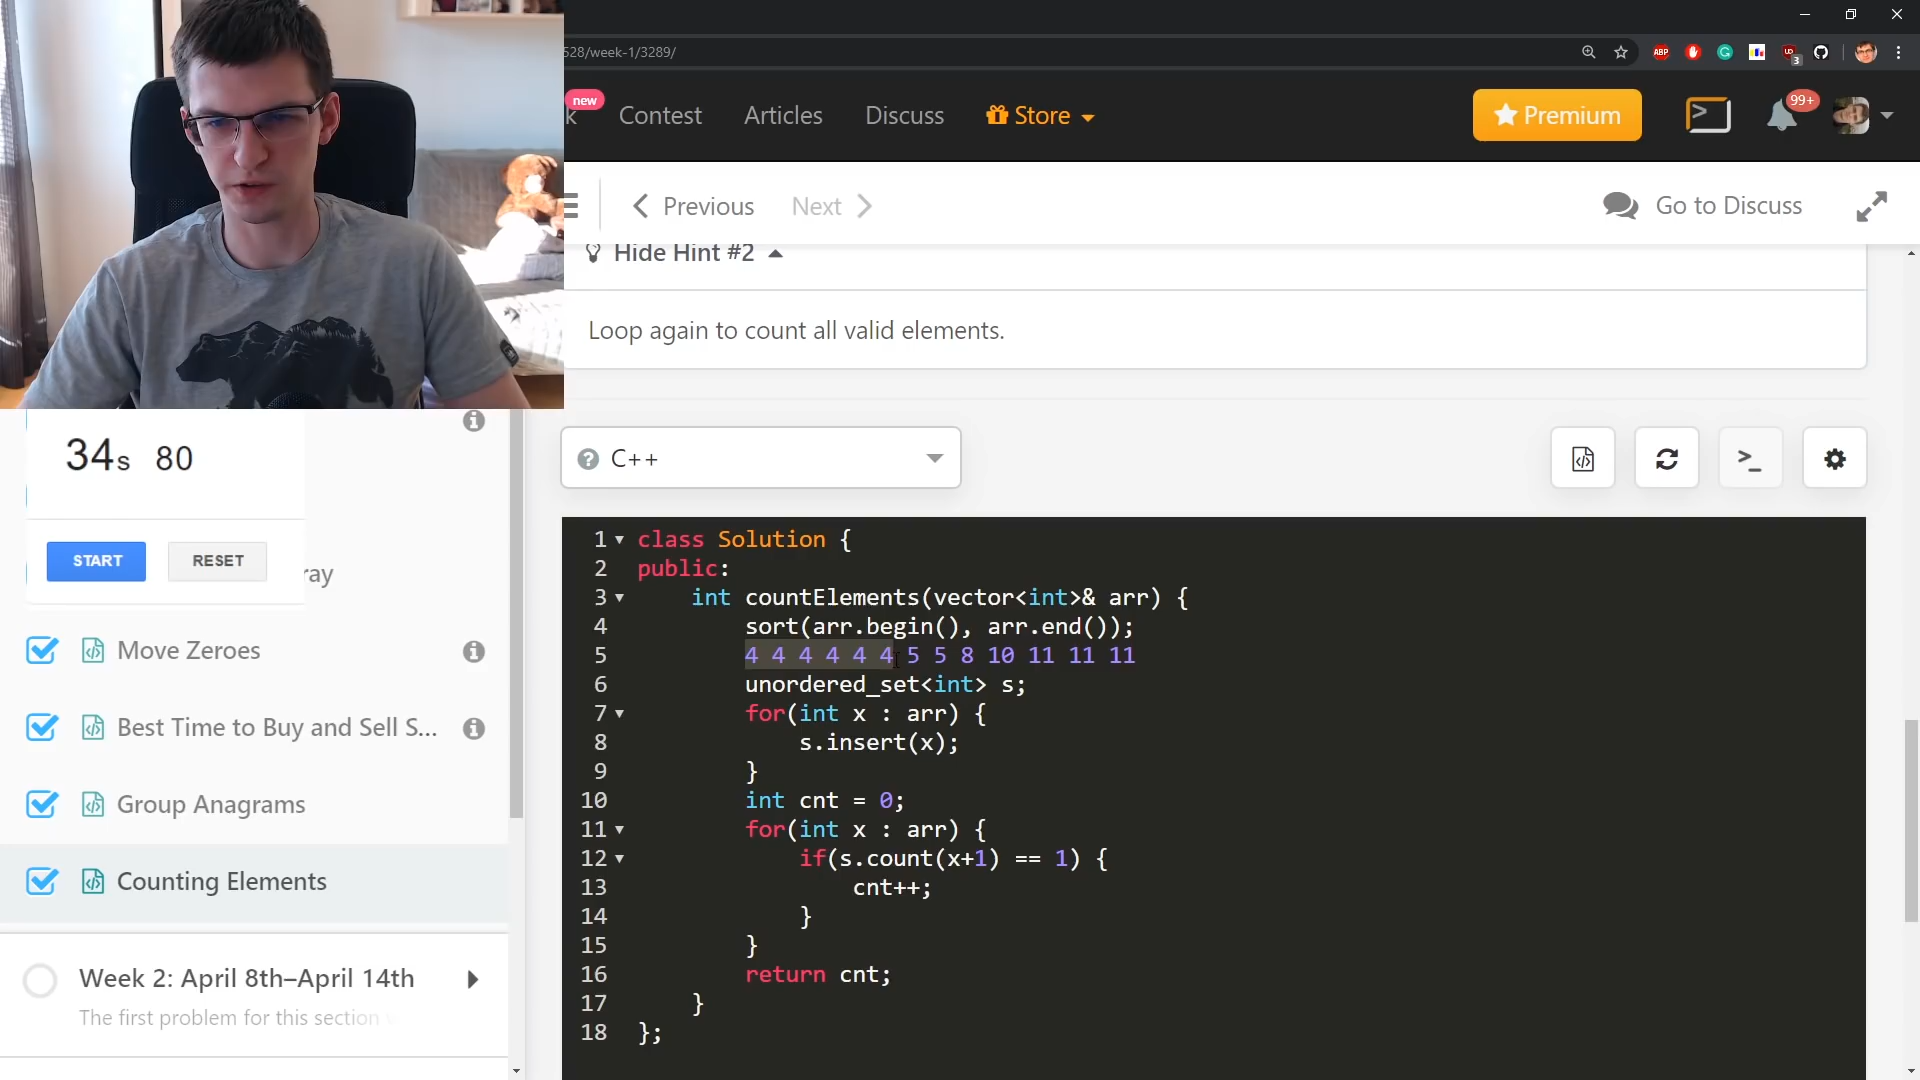 528/week-1/3289/
3
new
k Contest Articles Discuss Store
Premium
99+
Previous Next
Go to Discuss
Hide Hint #2
Loop again to count all valid elements.
34s 80
START RESET
ray
Move Zeroes
Best Time to Buy and Sell S...
Group Anagrams
Counting Elements
Week 2: April 8th–April 14th
The first problem for this section
C++
1 class Solution {
2 public:
3 int countElements(vector<int>& arr) {
4 sort(arr.begin(), arr.end());
5 4 4 4 4 4 4 5 5 8 10 11 11 11
6 unordered_set<int> s;
7 for(int x : arr) {
8 s.insert(x);
9 }
10 int cnt = 0;
11 for(int x : arr) {
12 if(s.count(x+1) == 1) {
13 cnt++;
14 }
15 }
16 return cnt;
17 }
18 };